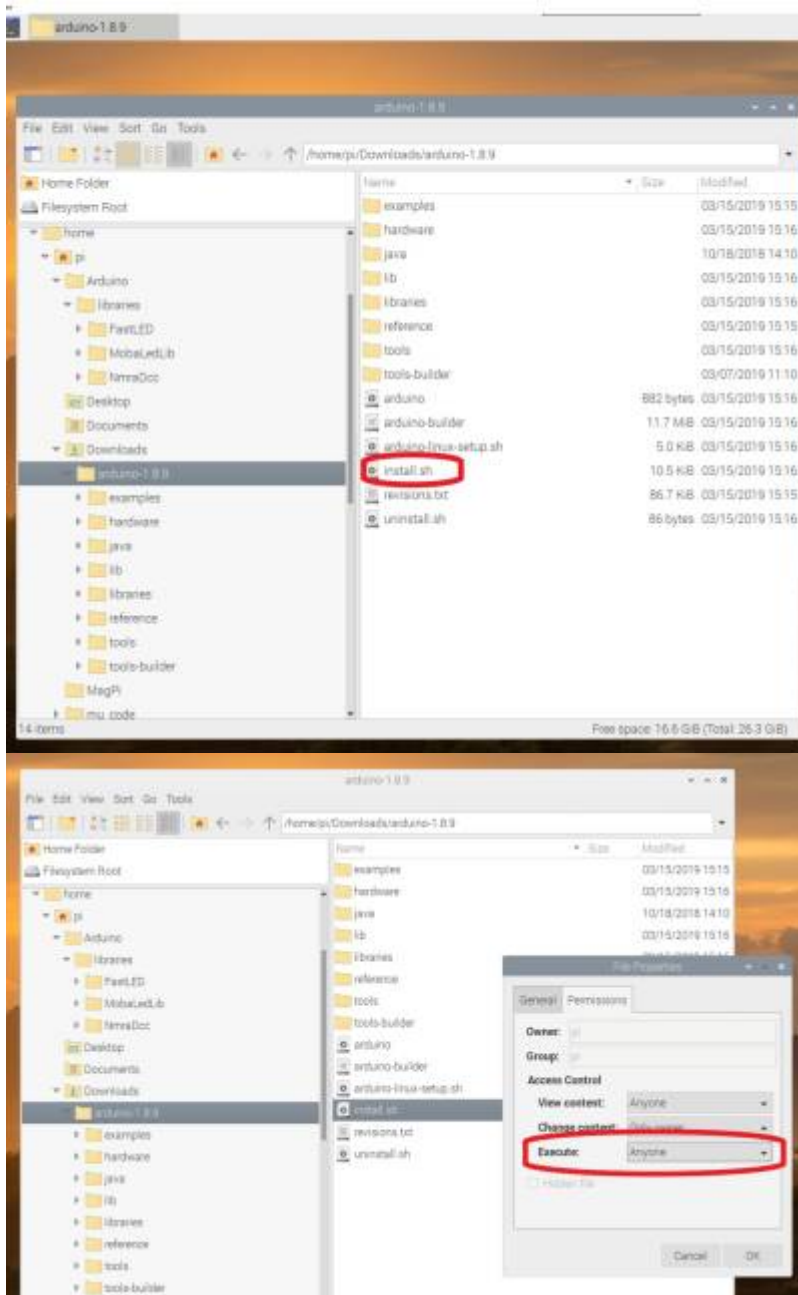 arduino-1.8.9
arduino-1.8.9
File Edit View Sort Go Tools
/home/pi/Downloads/arduino-1.8.9
Home Folder
Filesystem Root
home
pi
Arduino
libraries
FastLED
MobaLedLib
NmraDcc
Desktop
Documents
Downloads
arduino-1.8.9
examples
hardware
java
lib
libraries
reference
tools
tools-builder
MagPi
mu_code
Name Size Modified
examples 03/15/2019 15:15
hardware 03/15/2019 15:16
java 10/18/2018 14:10
lib 03/15/2019 15:16
libraries 03/15/2019 15:16
reference 03/15/2019 15:15
tools 03/15/2019 15:16
tools-builder 03/07/2019 11:10
arduino 882 bytes 03/15/2019 15:16
arduino-builder 11.7 MiB 03/15/2019 15:16
arduino-linux-setup.sh 5.0 KiB 03/15/2019 15:16
install.sh 10.5 KiB 03/15/2019 15:16
revisions.txt 86.7 KiB 03/15/2019 15:15
uninstall.sh 86 bytes 03/15/2019 15:16
14 items Free space: 16.6 GiB (Total: 26.3 GiB)
arduino-1.8.9
File Edit View Sort Go Tools
/home/pi/Downloads/arduino-1.8.9
Home Folder
Filesystem Root
home
pi
Arduino
libraries
FastLED
MobaLedLib
NmraDcc
Desktop
Documents
Downloads
arduino-1.8.9
examples
hardware
java
lib
libraries
reference
tools
tools-builder
Name Size Modified
examples 03/15/2019 15:15
hardware 03/15/2019 15:16
java 10/18/2018 14:10
lib 03/15/2019 15:16
libraries
reference
tools
tools-builder
arduino
arduino-builder
arduino-linux-setup.sh
install.sh
revisions.txt
uninstall.sh
File Properties
General Permissions
Owner: pi
Group: pi
Access Control
View content: Anyone
Change content: Only owner
Execute: Anyone
Hidden file
Cancel OK